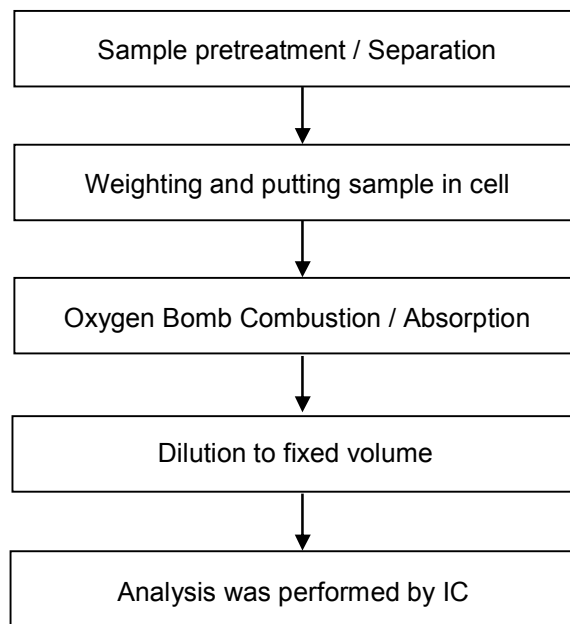 Sample pretreatment / Separation
Weighting and putting sample in cell
Oxygen Bomb Combustion / Absorption
Dilution to fixed volume
Analysis was performed by IC